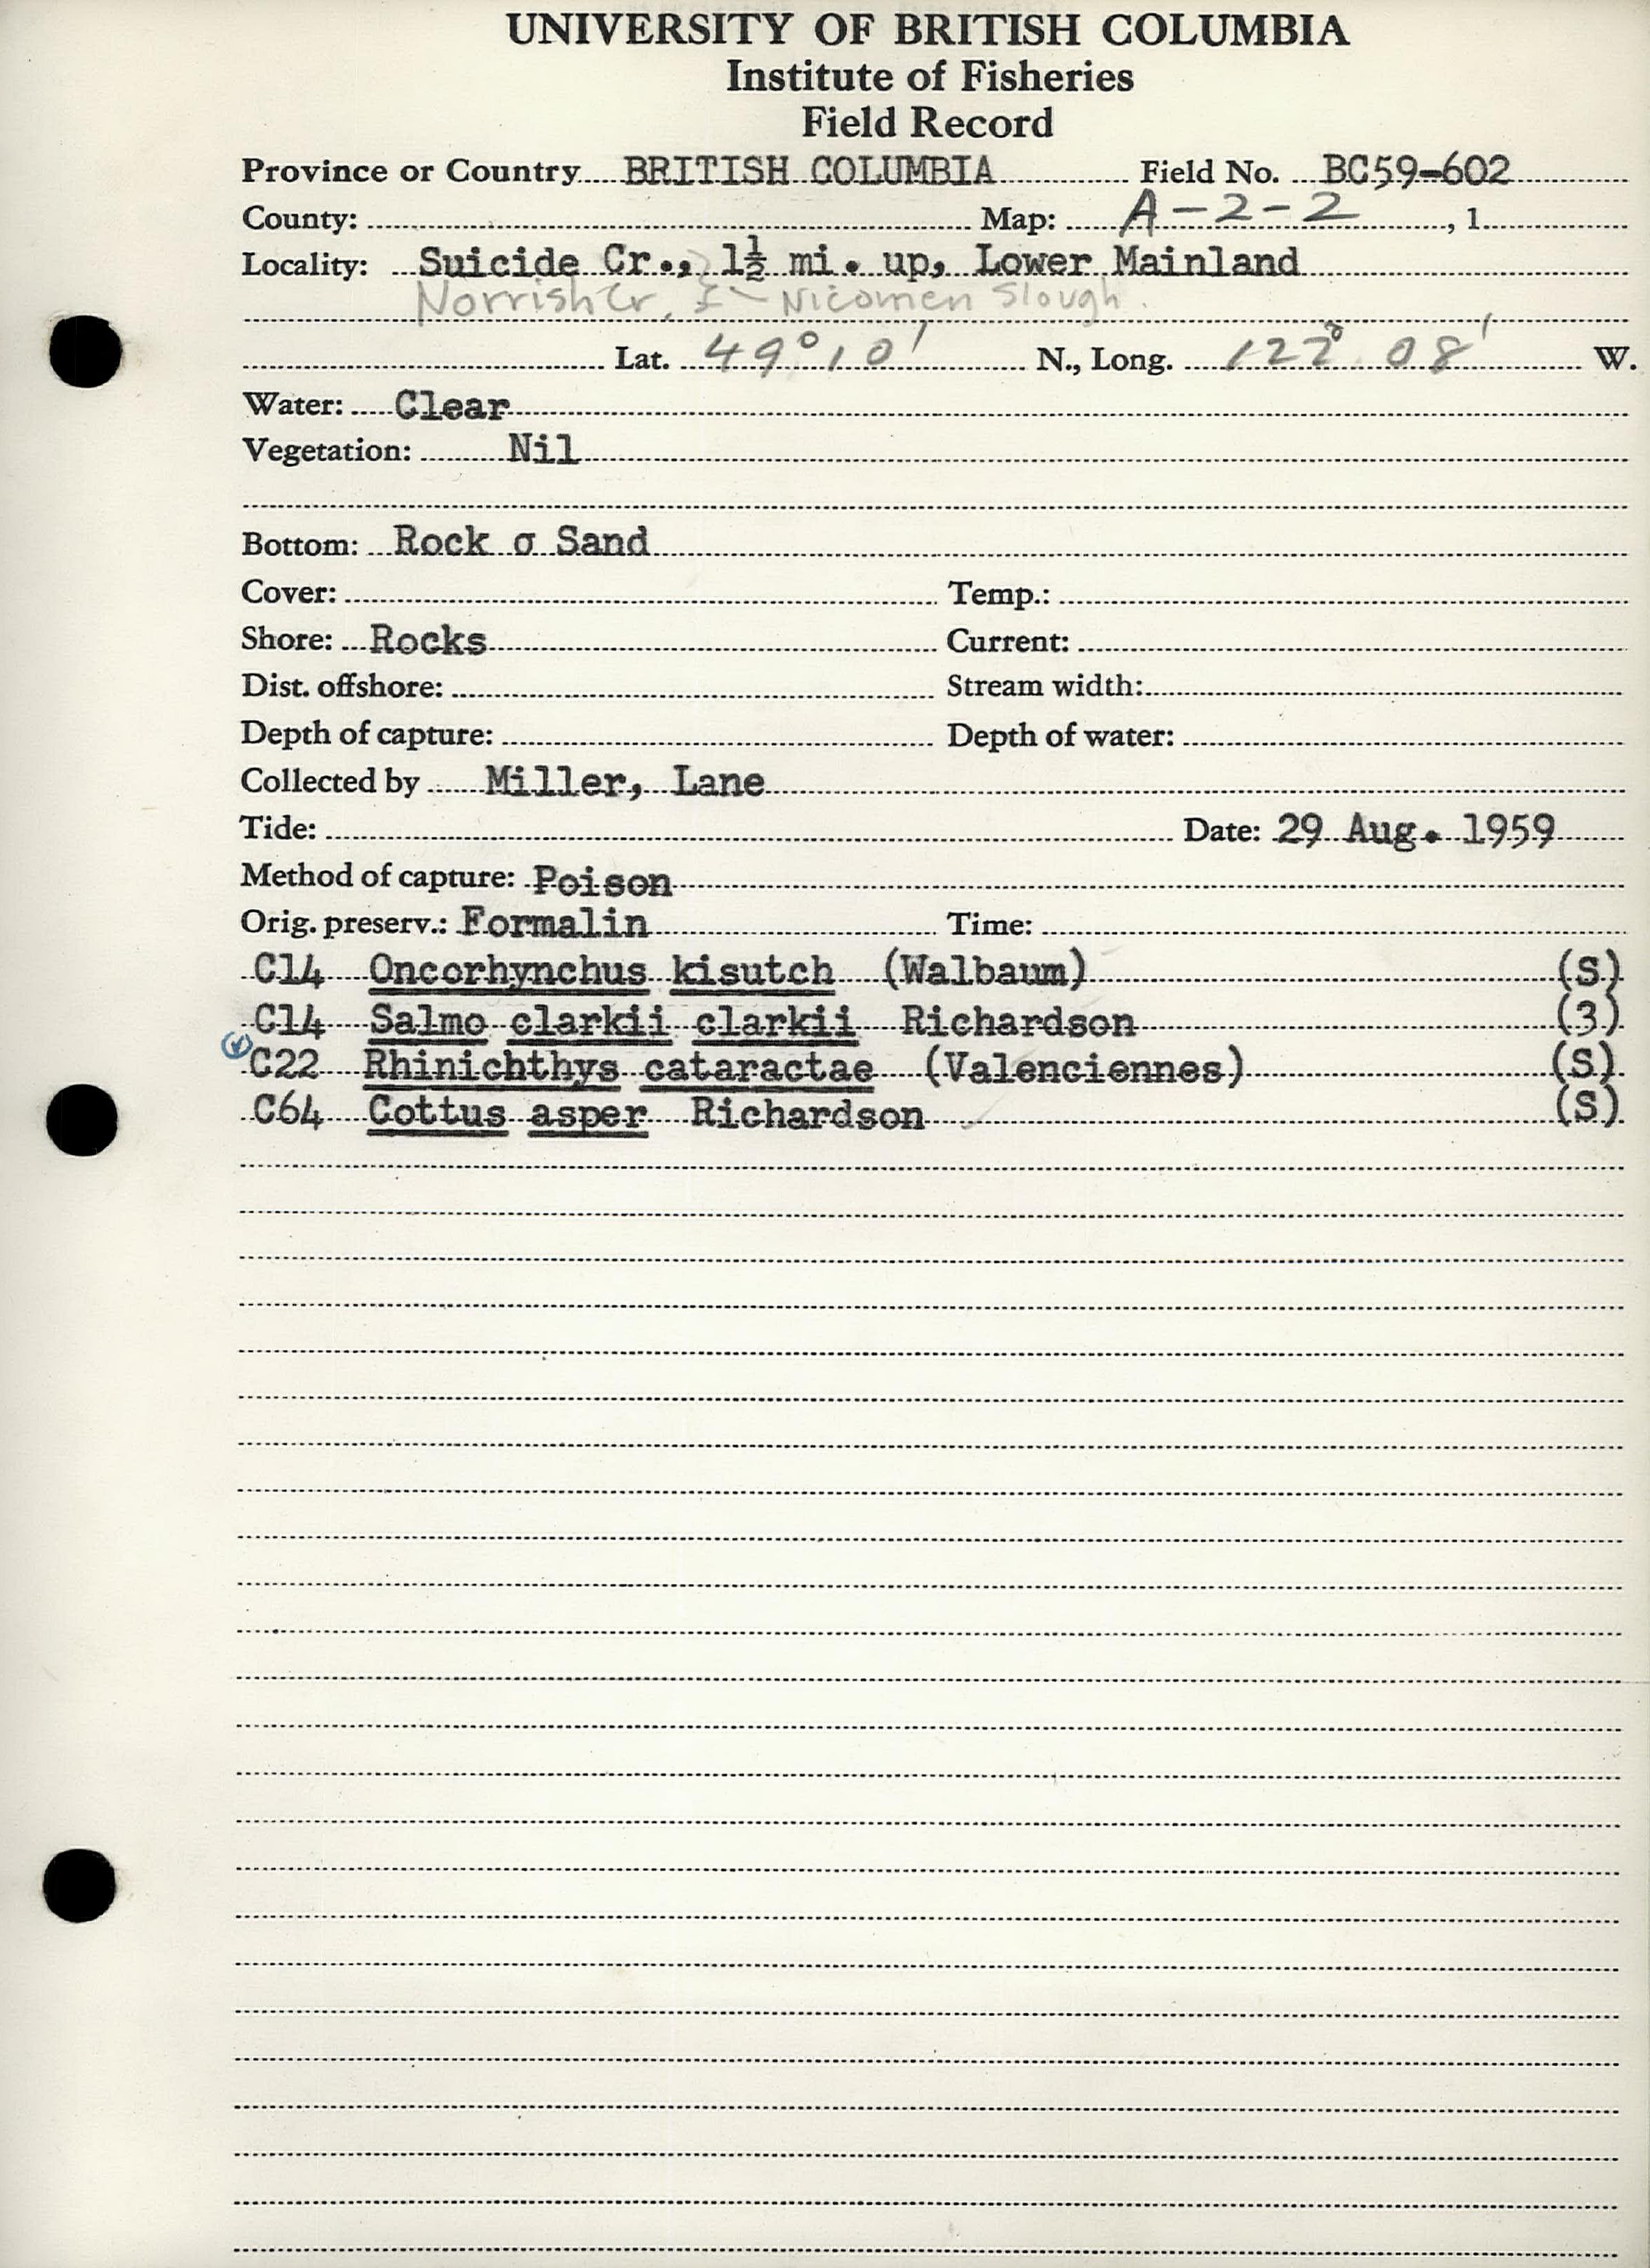 UNIVERSITY OF BRITISH COLUMBIA
Institute of Fisheries
Field Record
Province or Country BRITISH COLUMBIA Field No. BC59-602
County: Map: A-2-2, 1
Locality: Suicide Cr., 1½ mi. up, Lower Mainland
Norrish Cr, Nicomen Slough.
Lat. 49°10' N., Long. 122° 08' W.
Water: Clear
Vegetation: Nil
Bottom: Rock σ Sand
Cover: Temp.:
Shore: Rocks Current:
Dist. offshore: Stream width:
Depth of capture: Depth of water:
Collected by Miller, Lane
Tide: Date: 29 Aug. 1959
Method of capture: Poison
Orig. preserv.: Formalin Time:
C14 Oncorhynchus kisutch (Walbaum) (S)
C14 Salmo clarkii clarkii Richardson (3)
C22 Rhinichthys cataractae (Valenciennes) (S)
C64 Cottus asper Richardson (S)